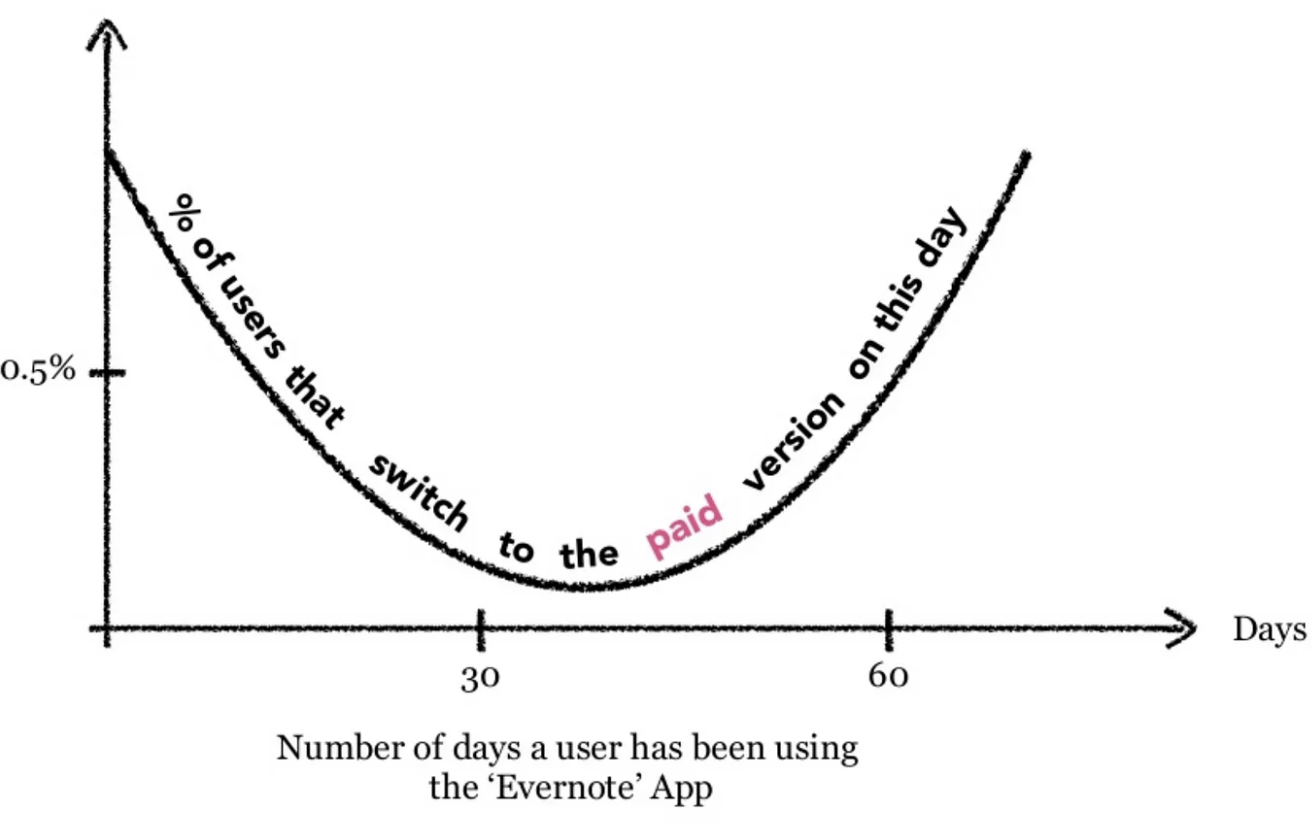 % of users that switch to the paid version on this day
0.5%
30
60
Days
Number of days a user has been using
the ‘Evernote’ App